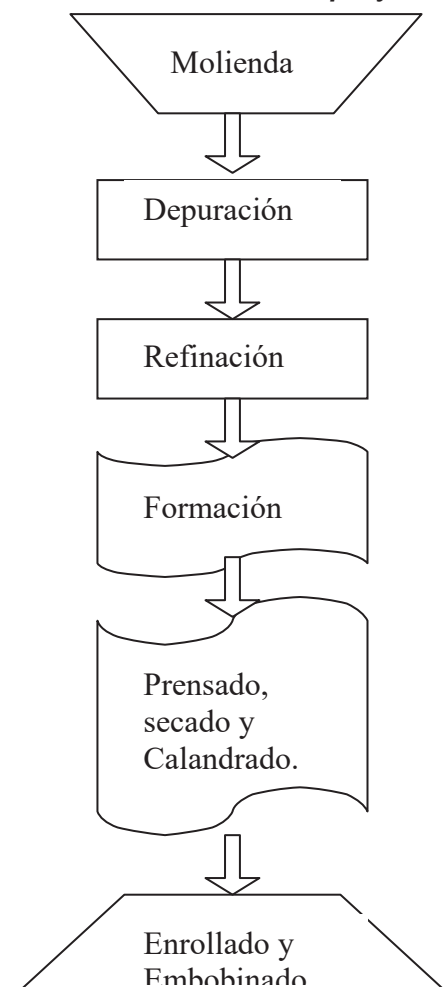 Molienda
Depuración
Refinación
Formación
Prensado,
secado y
Calandrado.
Enrollado y
Embobinado